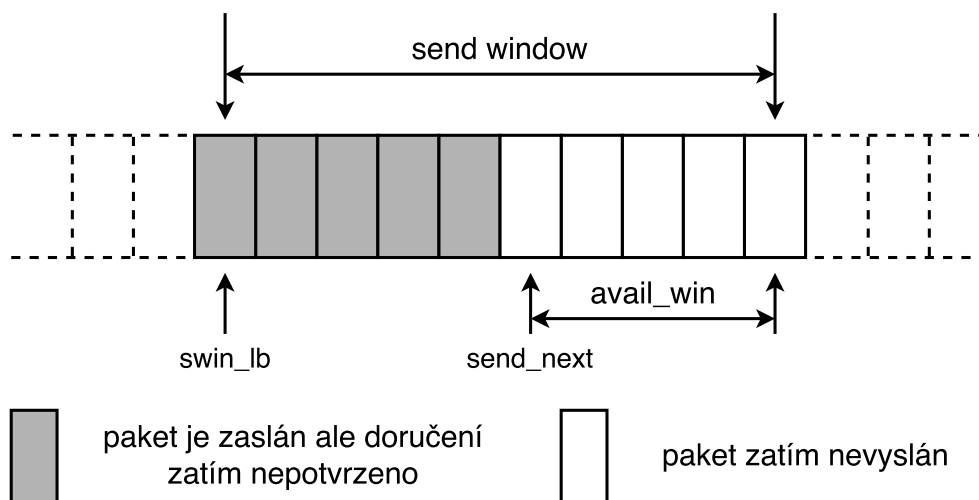 send window
avail_win
swin_lb
send_next
paket je zaslán ale doručení
zatím nepotvrzeno
paket zatím nevyslán